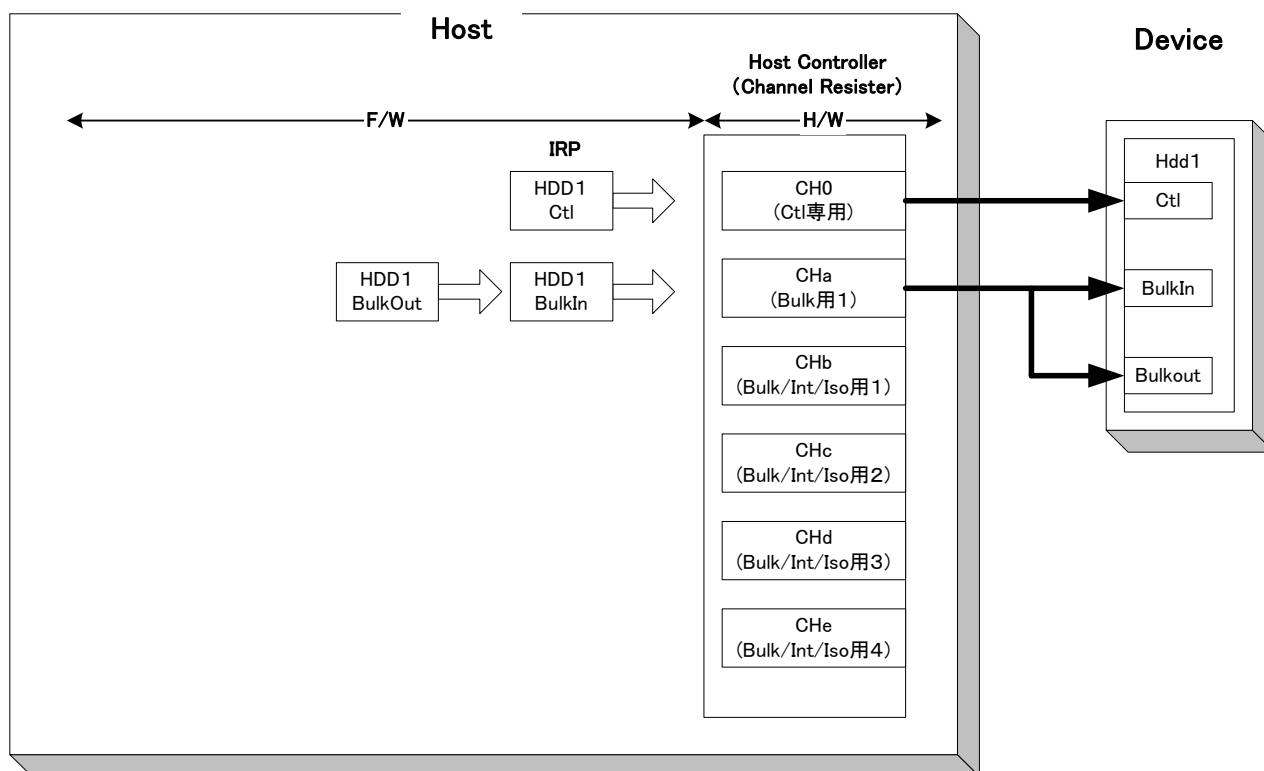 Host
Device
Host Controller
(Channel Resister)
F/W
H/W
IRP
HDD1
Ctl
CH0
(Ctl専用)
Hdd1
Ctl
HDD1
BulkOut
HDD1
BulkIn
CHa
(Bulk用1)
BulkIn
CHb
(Bulk/Int/Iso用1)
Bulkout
CHc
(Bulk/Int/Iso用2)
CHd
(Bulk/Int/Iso用3)
CHe
(Bulk/Int/Iso用4)